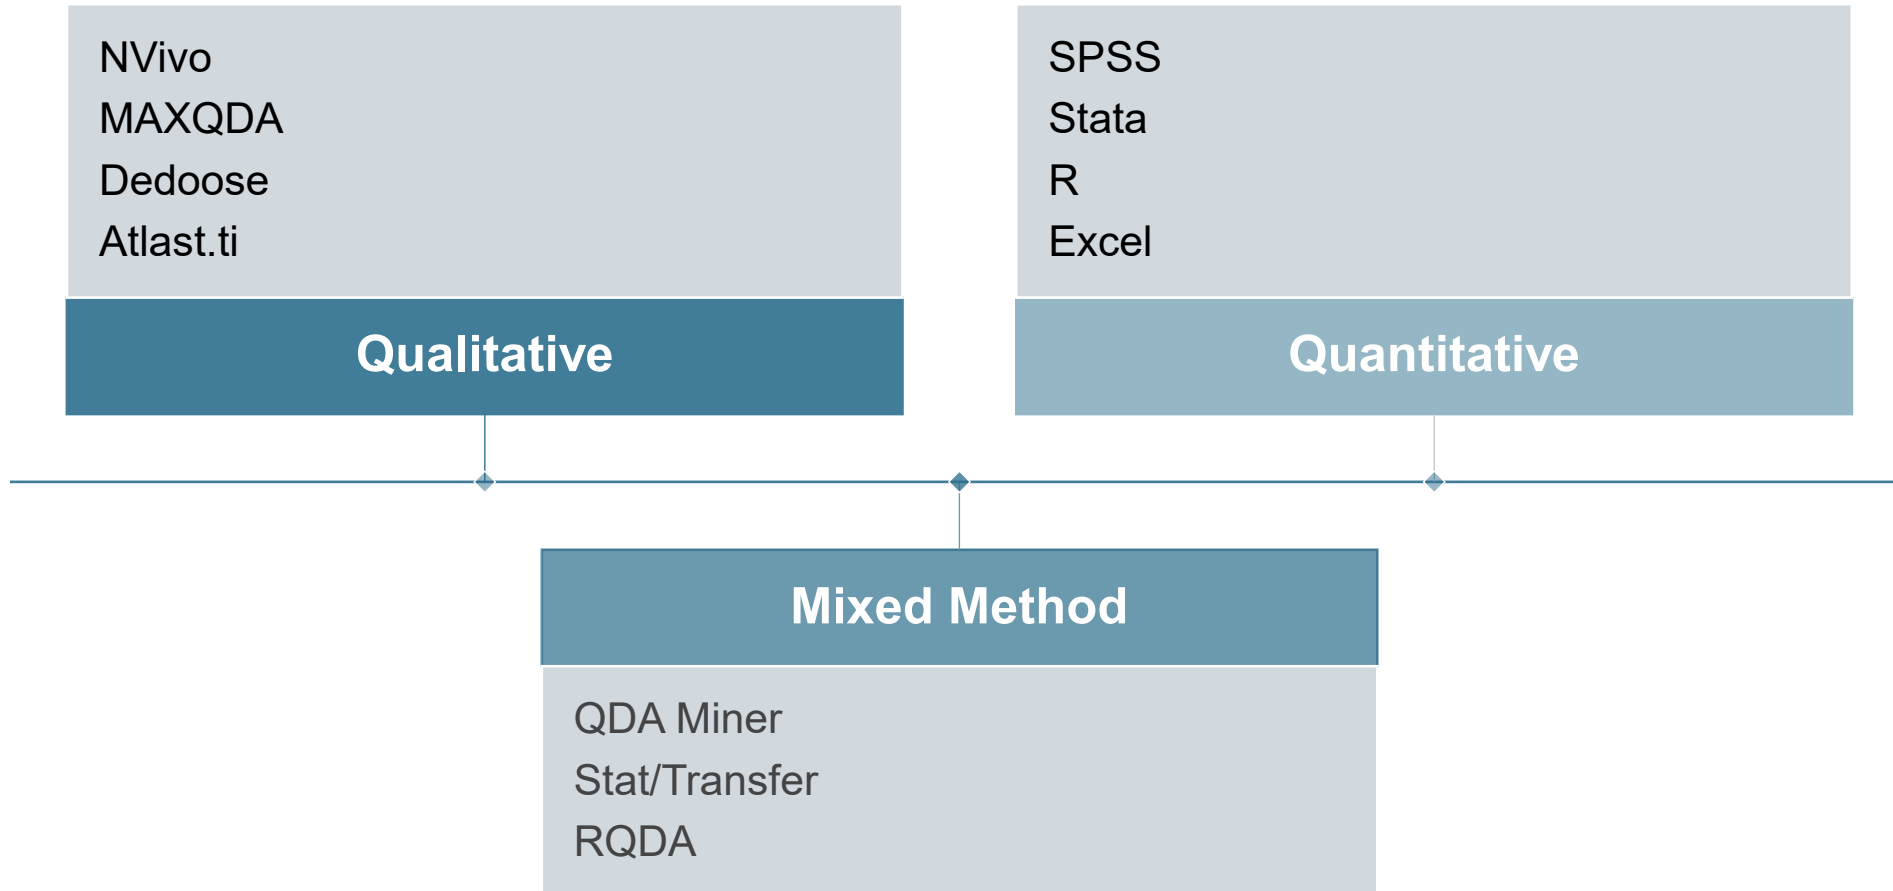 NVivo
MAXQDA
Dedoose
Atlast.ti
Qualitative
SPSS
Stata
R
Excel
Quantitative
Mixed Method
QDA Miner
Stat/Transfer
RQDA